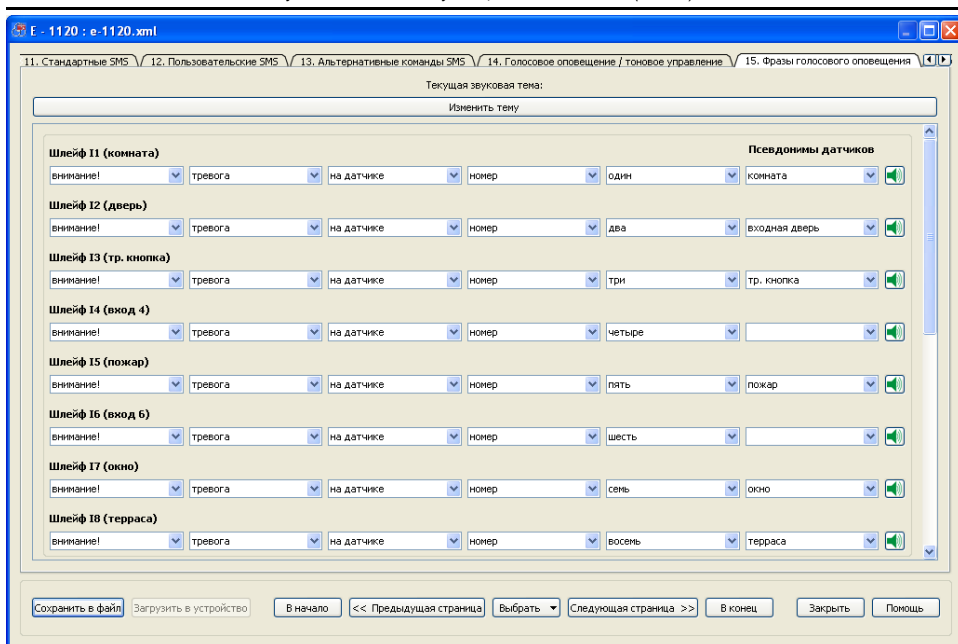 E - 1120 : e-1120.xml
11. Стандартные SMS 12. Пользовательские SMS 13. Альтернативные команды SMS 14. Голосовое оповещение / тоновое управление 15. Фразы голосового оповещения
Текущая звуковая тема:
Изменить тему
Шлейф I1 (комната) Псевдонимы датчиков
внимание! тревога на датчике номер один комната
Шлейф I2 (дверь)
внимание! тревога на датчике номер два входная дверь
Шлейф I3 (тр. кнопка)
внимание! тревога на датчике номер три тр. кнопка
Шлейф I4 (вход 4)
внимание! тревога на датчике номер четыре
Шлейф I5 (пожар)
внимание! тревога на датчике номер пять пожар
Шлейф I6 (вход 6)
внимание! тревога на датчике номер шесть
Шлейф I7 (окно)
внимание! тревога на датчике номер семь окно
Шлейф I8 (терраса)
внимание! тревога на датчике номер восемь терраса
Сохранить в файл Загрузить в устройство В начало << Предыдущая страница Выбрать Следующая страница >> В конец Закрыть Помощь